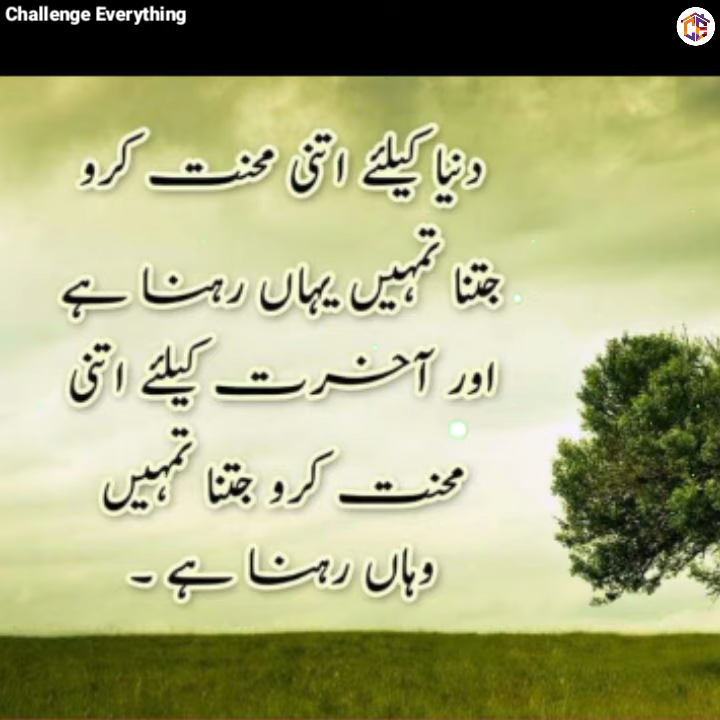 Challenge Everything
دنیا کیلئے اتنی محنت کرو
جتنا تمہیں یہاں رہنا ہے
اور آخرت کیلئے اتنی
محنت کرو جتنا تمہیں
وہاں رہنا ہے ۔